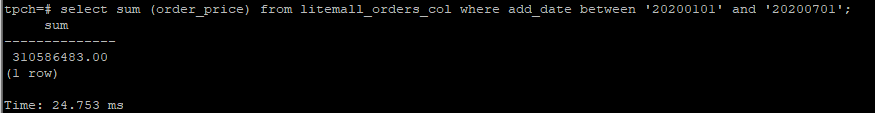 tpch=# select sum (order_price) from litemall_orders_col where add_date between '20200101' and '20200701';
sum
--------------
310586483.00
(1 row)
Time: 24.753 ms